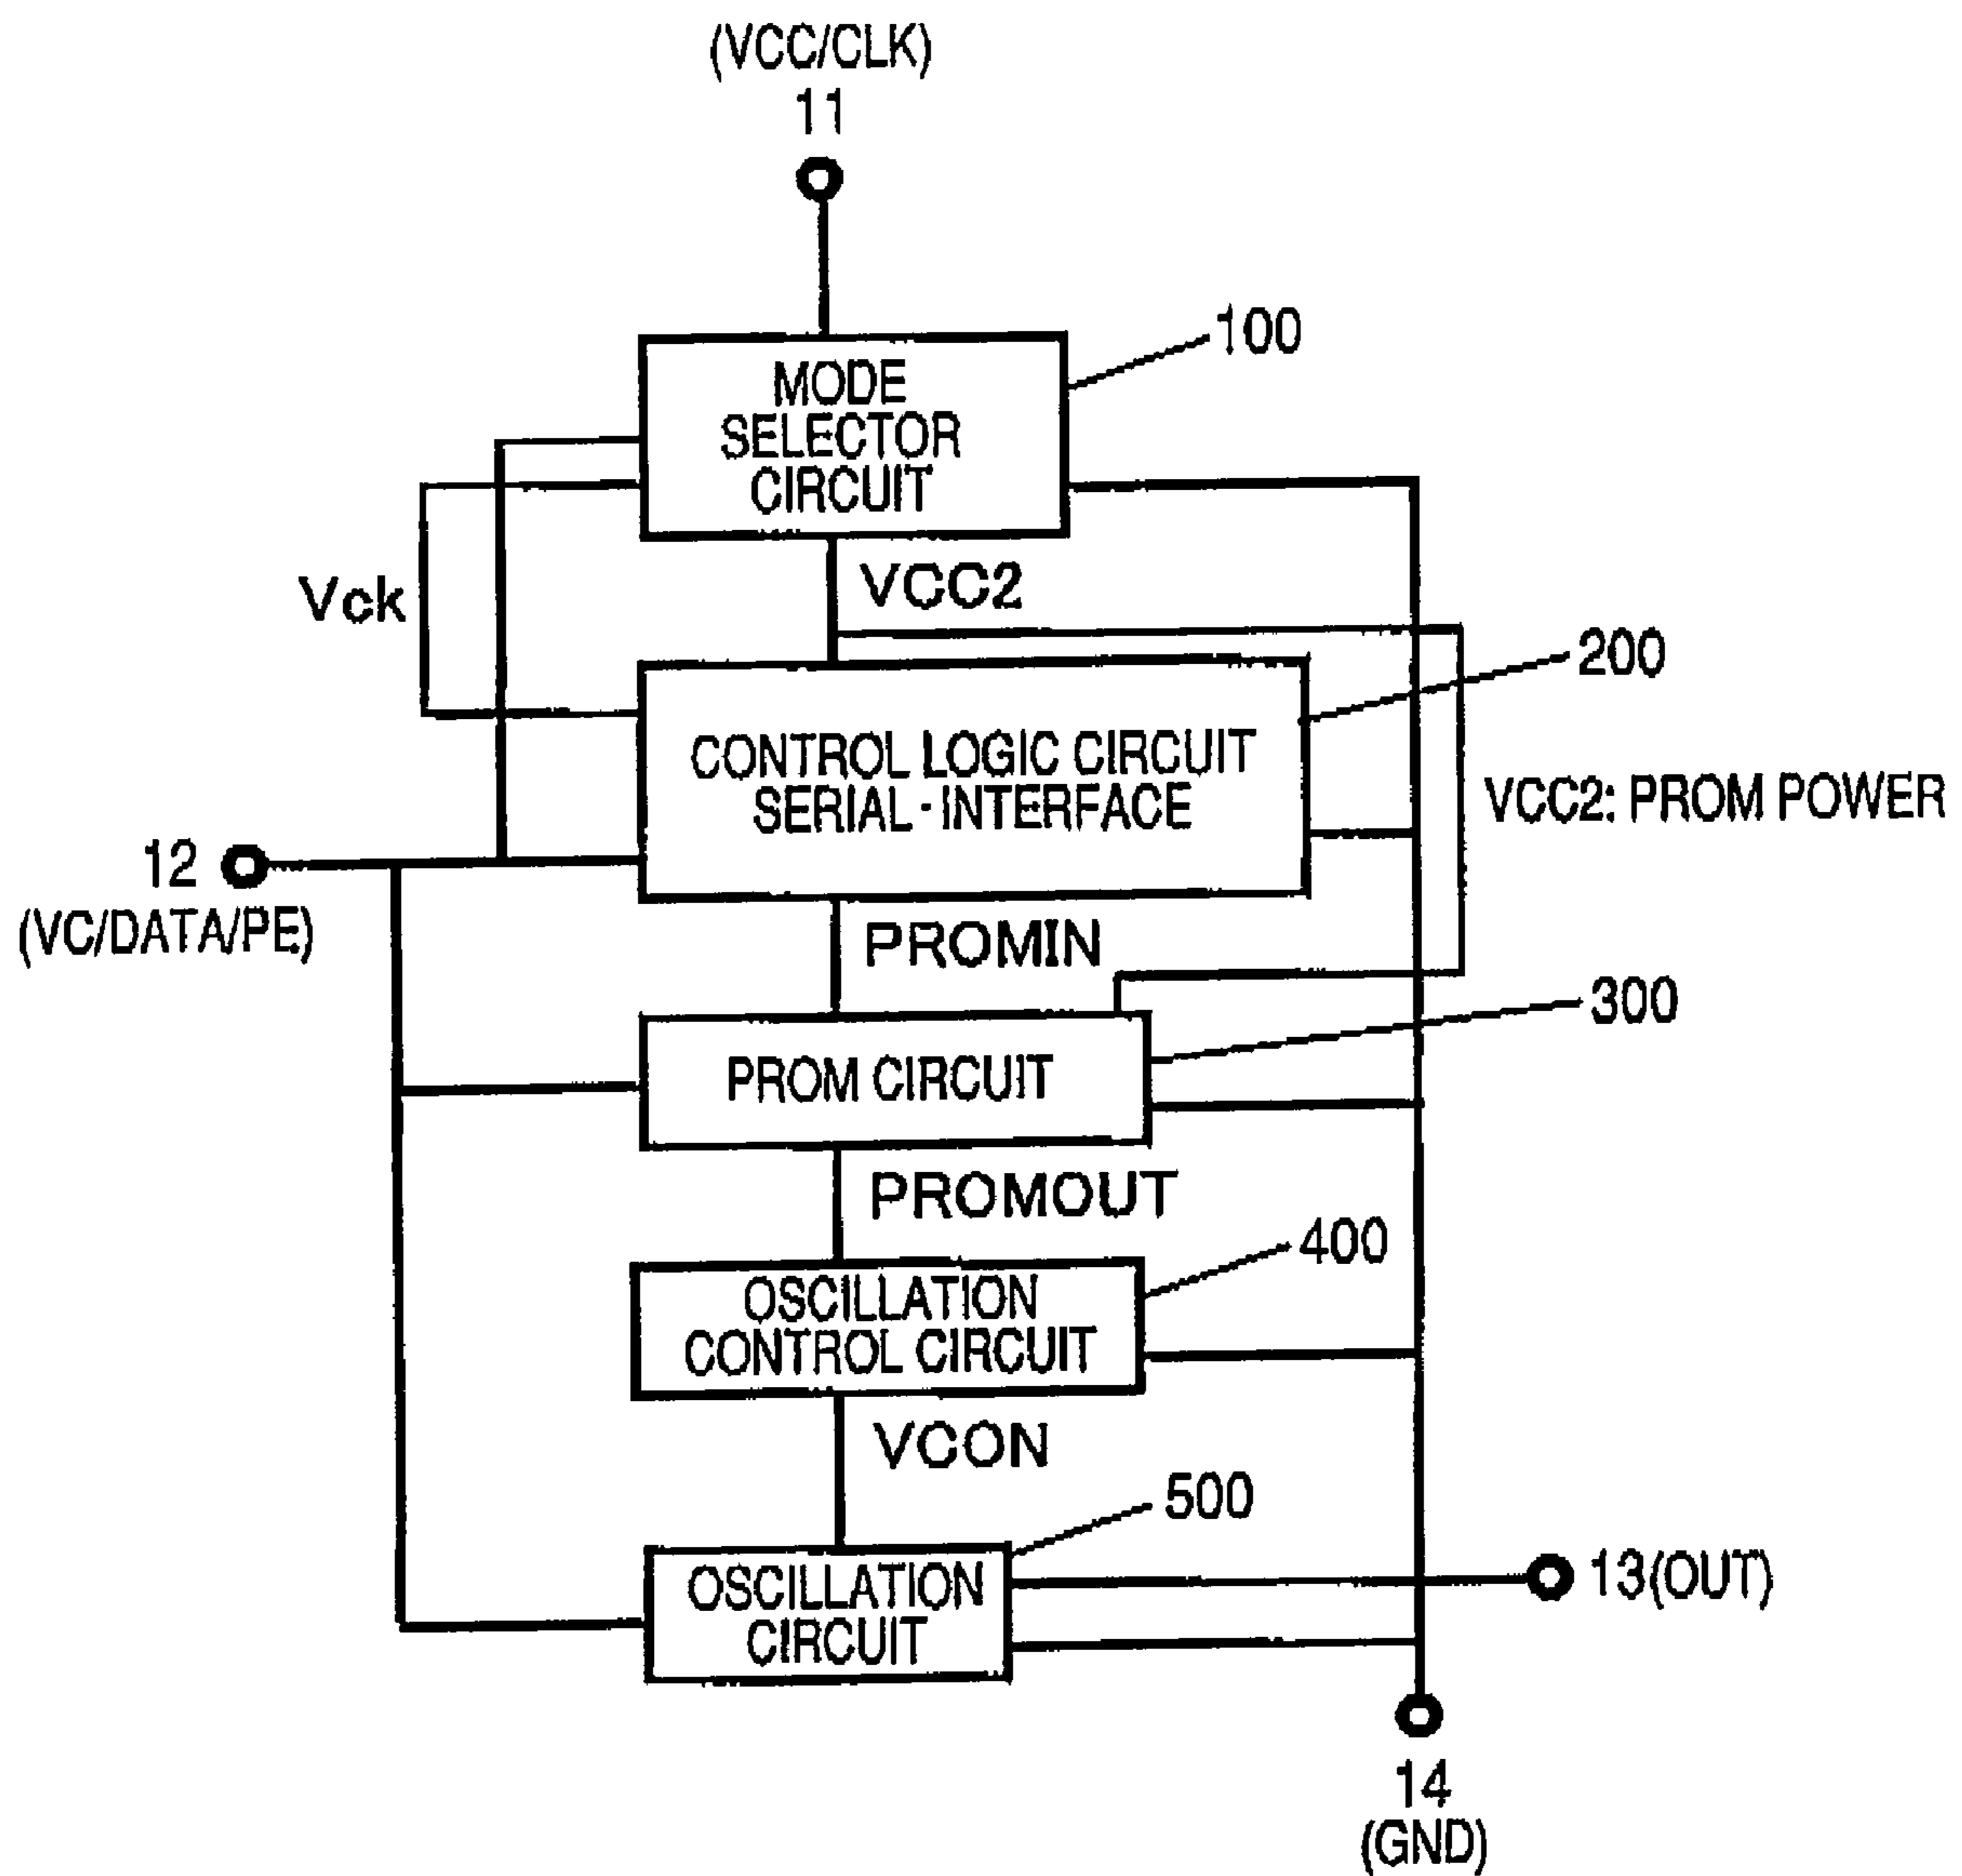 (VCC/CLK)
11
100
MODE
SELECTOR
CIRCUIT
Vck
VCC2
200
CONTROL LOGIC CIRCUIT
SERIAL-INTERFACE
VCC2: PROM POWER
12
(VC/DATA/PE)
PROMIN
300
PROM CIRCUIT
PROMOUT
400
OSCILLATION
CONTROL CIRCUIT
VCON
500
OSCILLATION
CIRCUIT
13(OUT)
14
(GND)